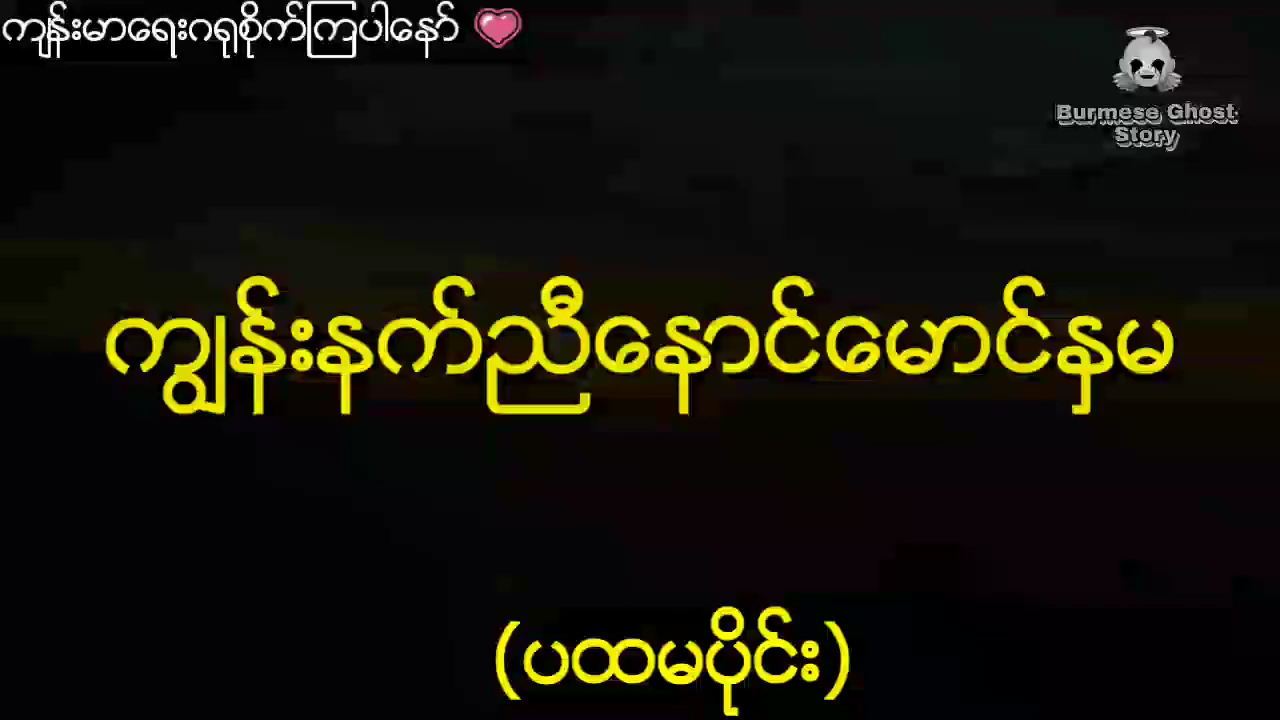 ကျန်းမာရေးဂရုစိုက်ကြပါနော် 💗
Burmese Ghost
Story
ကျွန်းနက်ညီနောင်မောင်နှမ
(ပထမပိုင်း)